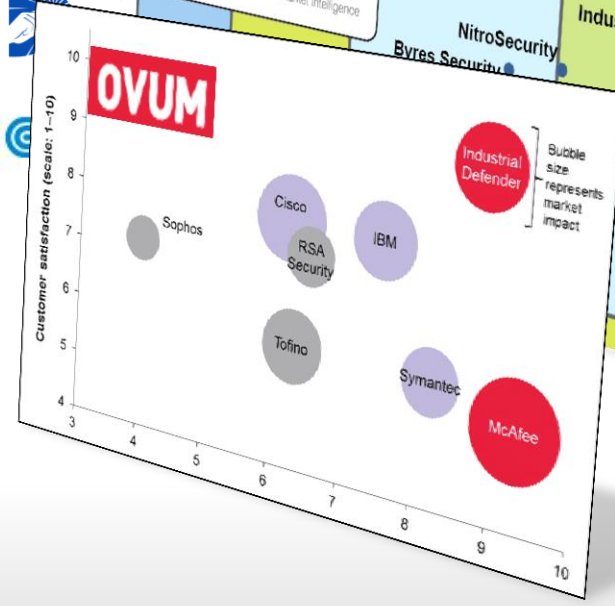 Intelligence
Indus
NitroSecurity
Byres Security
OVUM
Customer satisfaction (scale: 1–10)
10
9
8
7
6
5
4
3
4
5
6
7
8
9
10
Industrial
Defender
Bubble
size
represents
market
impact
Cisco
Sophos
IBM
RSA
Security
Tofino
Symantec
McAfee